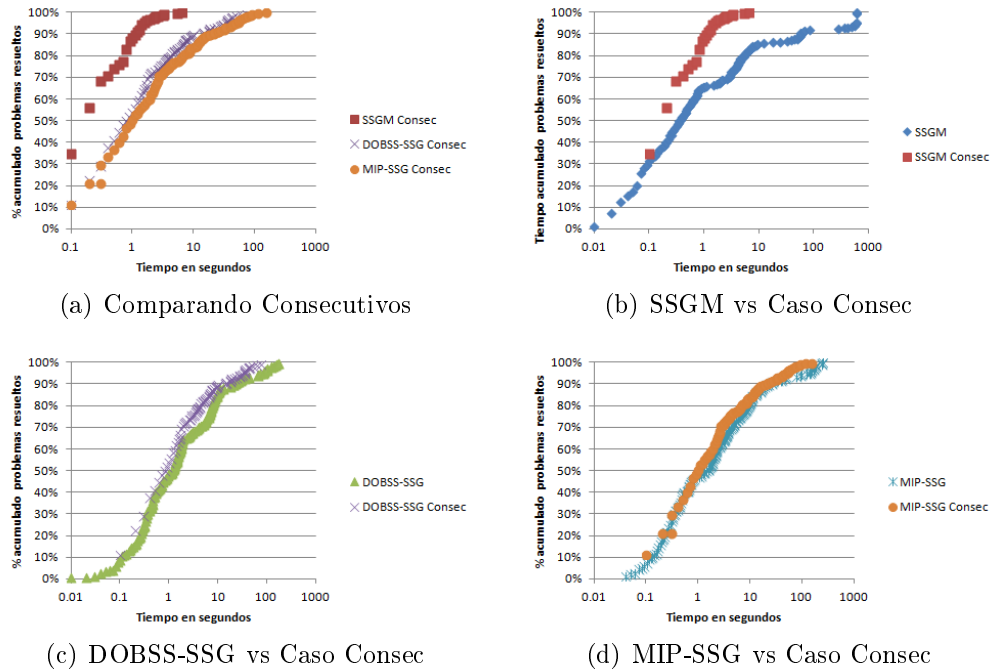 % acumulado problemas resueltos
100%
90%
80%
70%
60%
50%
40%
30%
20%
10%
0%
0.1 1 10 100 1000
Tiempo en segundos
SSGM Consec
DOBSS-SSG Consec
MIP-SSG Consec
(a) Comparando Consecutivos
Tiempo acumulado problemas resueltos
100%
90%
80%
70%
60%
50%
40%
30%
20%
10%
0%
0.01 0.1 1 10 100 1000
Tiempo en segundos
SSGM
SSGM Consec
(b) SSGM vs Caso Consec
% acumulado problemas resueltos
100%
90%
80%
70%
60%
50%
40%
30%
20%
10%
0%
0.01 0.1 1 10 100 1000
Tiempo en segundos
DOBSS-SSG
DOBSS-SSG Consec
(c) DOBSS-SSG vs Caso Consec
% acumulado problemas resueltos
100%
90%
80%
70%
60%
50%
40%
30%
20%
10%
0%
0.01 0.1 1 10 100 1000
Tiempo en segundos
MIP-SSG
MIP-SSG Consec
(d) MIP-SSG vs Caso Consec